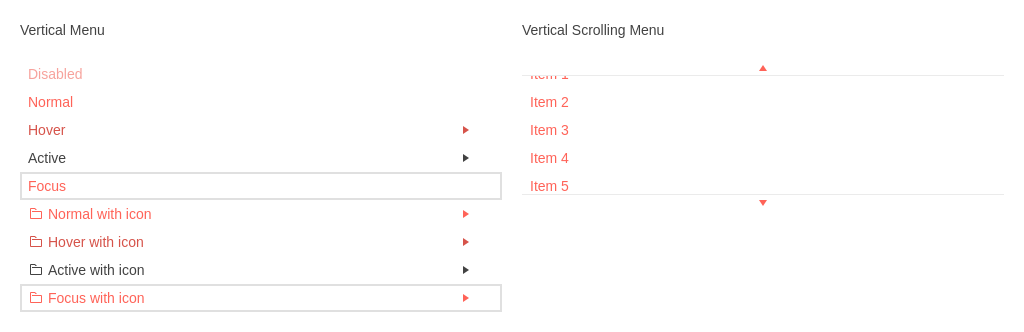 Vertical Menu
Disabled
Normal
Hover
Active
Focus
Normal with icon
Hover with icon
Active with icon
Focus with icon
Vertical Scrolling Menu
Item 1
Item 2
Item 3
Item 4
Item 5